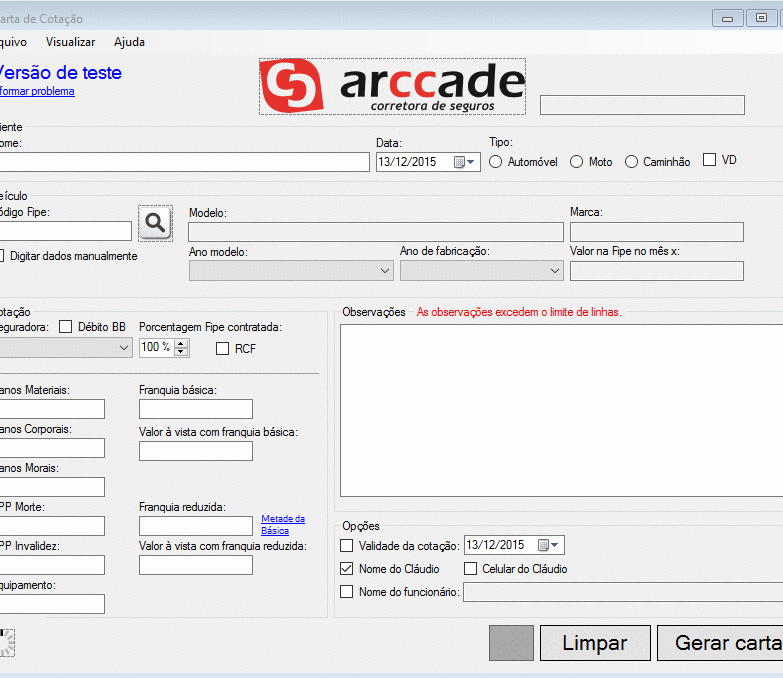 arta de Cotação
quivo Visualizar Ajuda
Versão de teste
formar problema
arccade
corretora de seguros
iente
ome:
Data:
Tipo:
13/12/2015
Automóvel
Moto
Caminhão
VD
eículo
ódigo Fipe:
Modelo:
Marca:
Digitar dados manualmente
Ano modelo:
Ano de fabricação:
Valor na Fipe no mês x:
otação
eguradora:
Débito BB
Porcentagem Fipe contratada:
100 %
RCF
Observações
As observações excedem o limite de linhas.
anos Materiais:
Franquia básica:
anos Corporais:
Valor à vista com franquia básica:
anos Morais:
PP Morte:
Franquia reduzida:
Metade da
Básica
PP Invalidez:
Valor à vista com franquia reduzida:
quipamento:
Opções
Validade da cotação:
13/12/2015
Nome do Cláudio
Celular do Cláudio
Nome do funcionário:
Limpar
Gerar carta